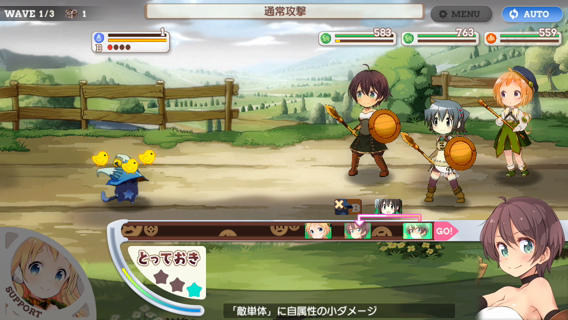 WAVE 1/3
1
通常攻撃
MENU
AUTO
B
1
583
763
559
B
GO!
とっておき
SUPPORT
「敵単体」に自属性の小ダメージ